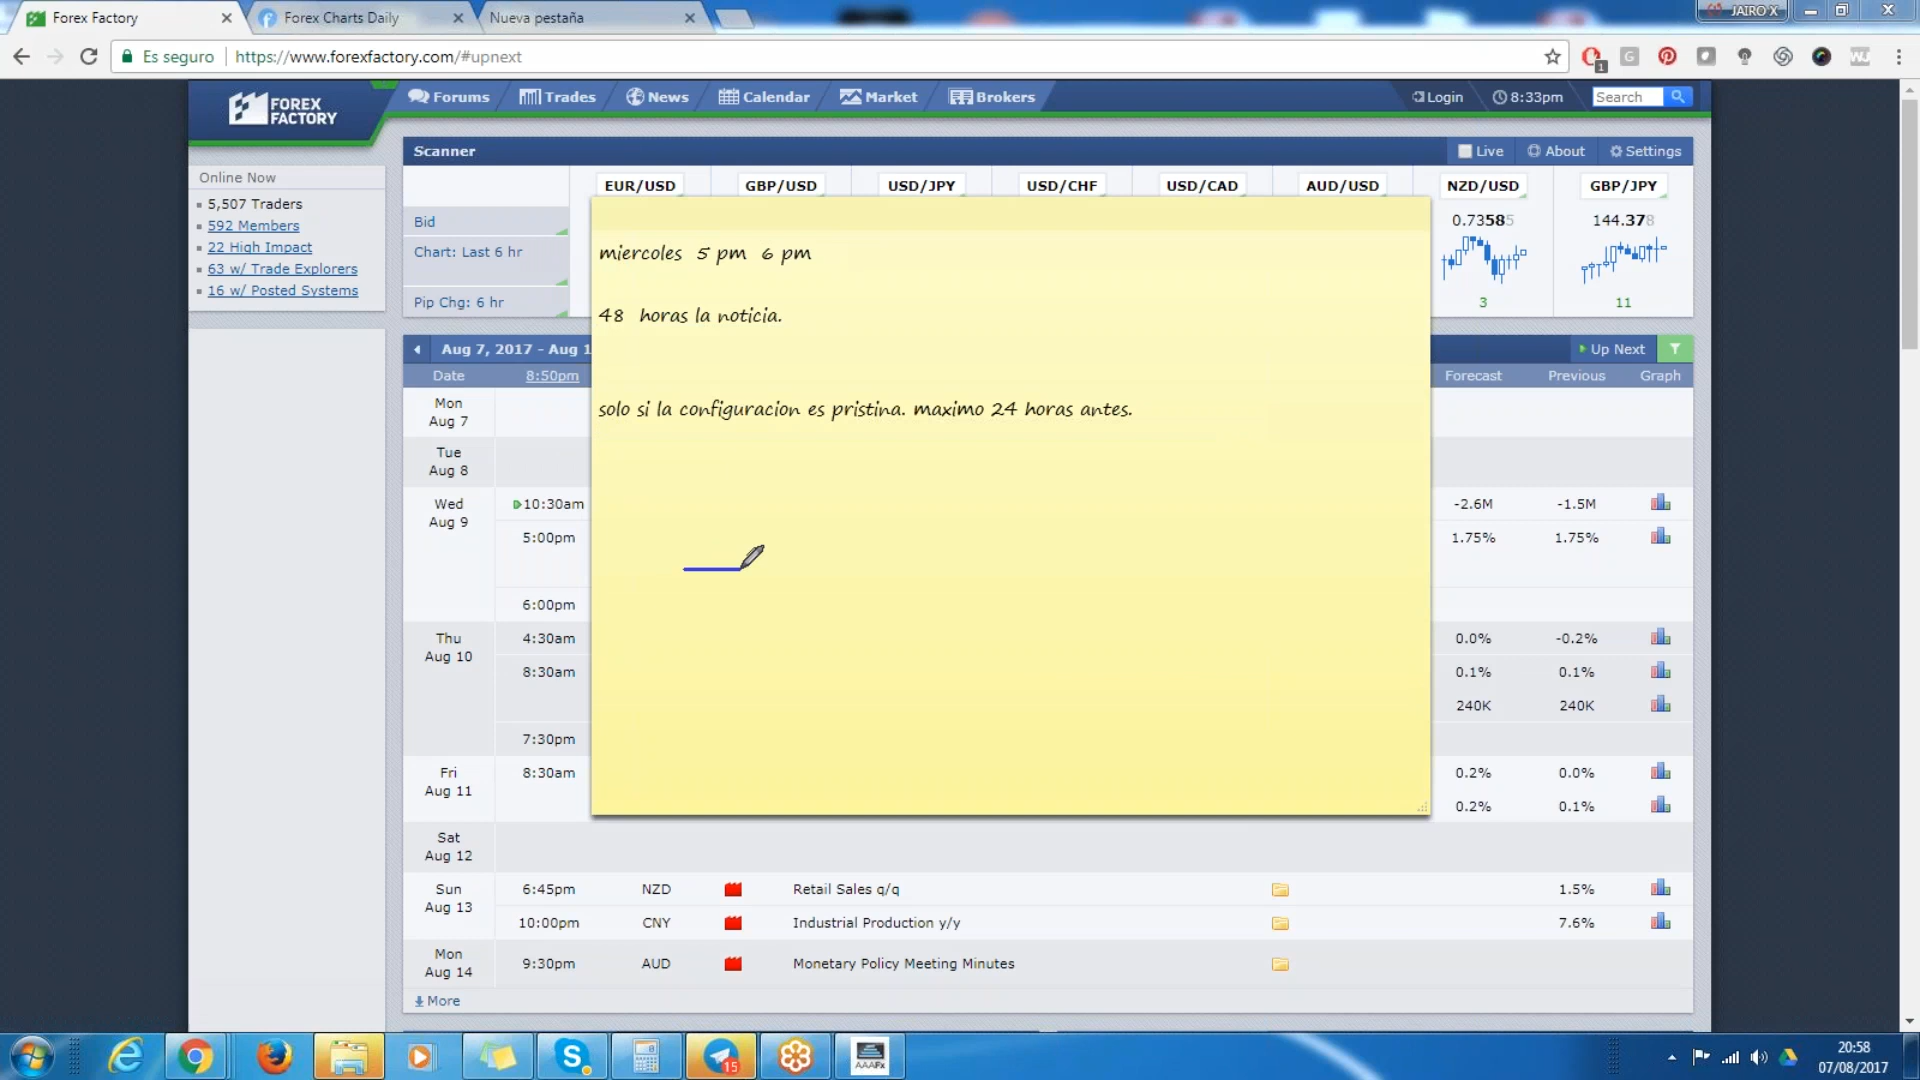 Forex Factory
Forex Charts Daily
Nueva pestaña
JAIRO X
Es seguro
https://www.forexfactory.com/#upnext
1
FOREX FACTORY
Forums
Trades
News
Calendar
Market
Brokers
Login
8:33pm
Search
Online Now
5,507 Traders
592 Members
22 High Impact
63 w/ Trade Explorers
16 w/ Posted Systems
Scanner
Live
About
Settings
EUR/USD GBP/USD USD/JPY USD/CHF USD/CAD AUD/USD NZD/USD GBP/JPY
Bid 0.73585 144.378
Chart: Last 6 hr
Pip Chg: 6 hr 3 11
miercoles 5 pm 6 pm
48 horas la noticia.
solo si la configuracion es pristina. maximo 24 horas antes.
Aug 7, 2017 - Aug 1
Up Next
Date 8:50pm Forecast Previous Graph
Mon Aug 7
Tue Aug 8
Wed Aug 9 10:30am -2.6M -1.5M
5:00pm 1.75% 1.75%
6:00pm
Thu Aug 10 4:30am 0.0% -0.2%
8:30am 0.1% 0.1%
240K 240K
7:30pm
Fri Aug 11 8:30am 0.2% 0.0%
0.2% 0.1%
Sat Aug 12
Sun Aug 13 6:45pm NZD Retail Sales q/q 1.5%
10:00pm CNY Industrial Production y/y 7.6%
Mon Aug 14 9:30pm AUD Monetary Policy Meeting Minutes
More
15
AAAFx
20:58
07/08/2017